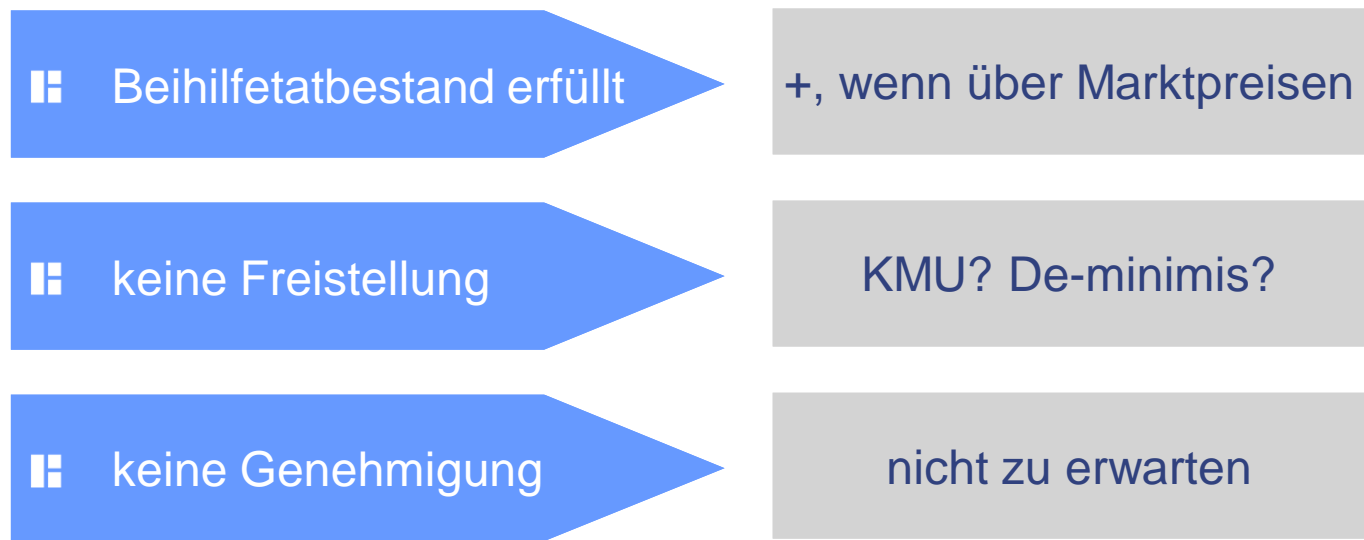 Beihilfetatbestand erfüllt
+, wenn über Marktpreisen
keine Freistellung
KMU? De-minimis?
keine Genehmigung
nicht zu erwarten